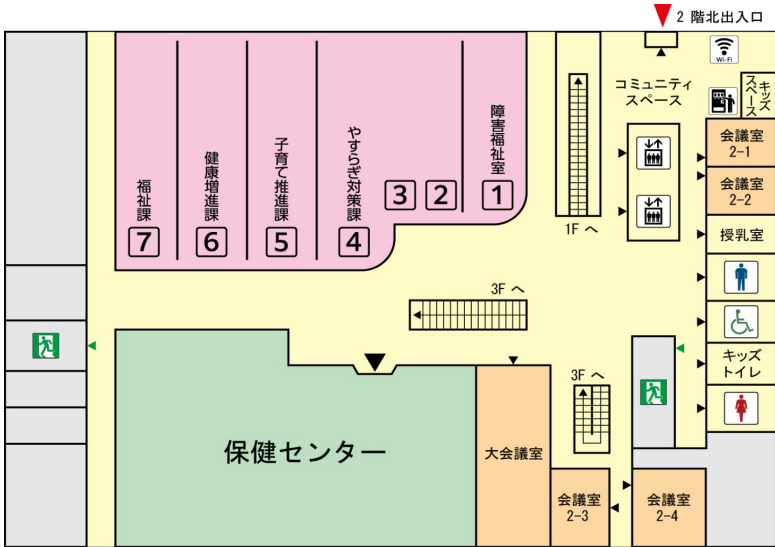 2 階北出入口
Wi-Fi
コミュニティ
スペース
キッズ
スペース
会議室
2-1
会議室
2-2
授乳室
キッズ
トイレ
障害福祉室
1
2
3
やすらぎ対策課
4
子育て推進課
5
健康増進課
6
福祉課
7
1F へ
3F へ
3F へ
保健センター
大会議室
会議室
2-3
会議室
2-4